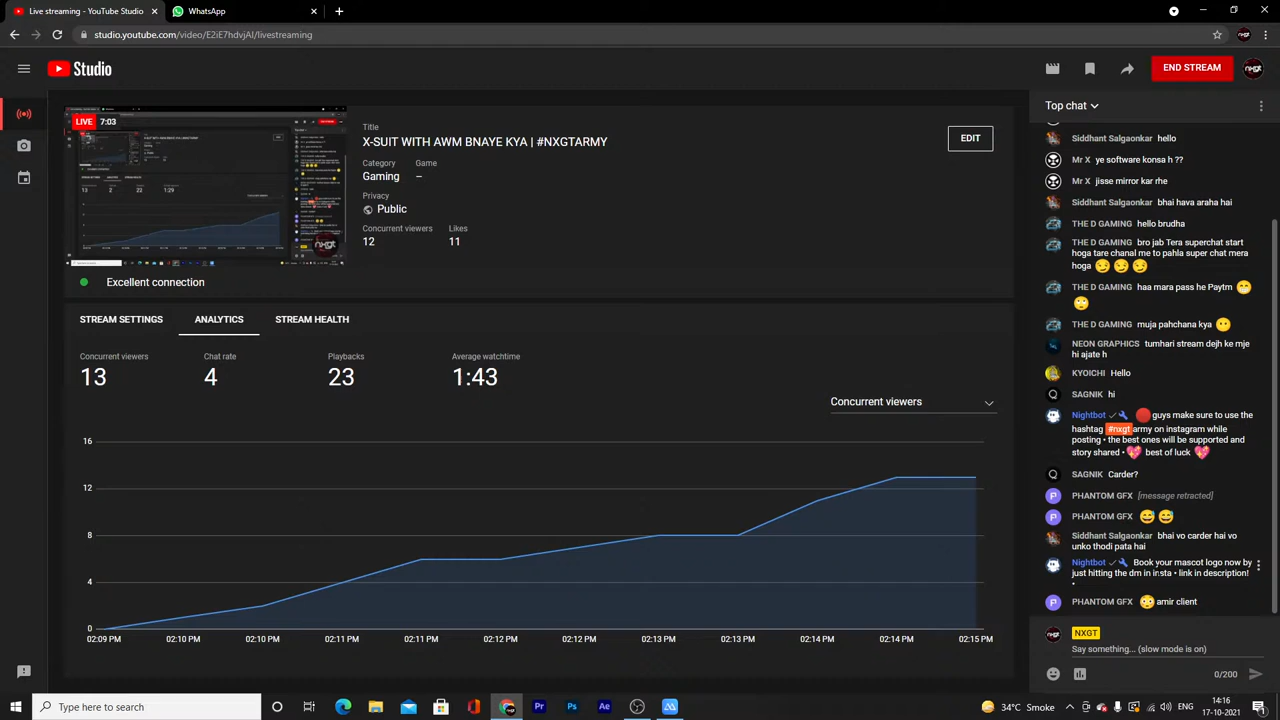 Live streaming - YouTube Studio
WhatsApp
studio.youtube.com/video/E2iE7hdvjAI/livestreaming
Studio
END STREAM
LIVE 7:03
Title
X-SUIT WITH AWM BNAYE KYA | #NXGTARMY
EDIT
Category Game
Gaming –
Privacy
Public
Concurrent viewers Likes
12 11
Excellent connection
STREAM SETTINGS ANALYTICS STREAM HEALTH
Concurrent viewers Chat rate Playbacks Average watchtime
13 4 23 1:43
Concurrent viewers
16
12
8
4
0
02:09 PM 02:10 PM 02:10 PM 02:11 PM 02:11 PM 02:12 PM 02:12 PM 02:13 PM 02:13 PM 02:14 PM 02:14 PM 02:15 PM
Top chat
Siddhant Salgaonkar hello
Mr X yr software konsa h ??
Mr X jisse mirror kar rho
Siddhant Salgaonkar bhai hava araha hai
THE D GAMING hello brudha
THE D GAMING bro jab Tera superchat start
hoga tare chanal me to pahla super chat mera
hoga 😏 😏 😏
THE D GAMING haa mara pass he Paytm 😁
🙄
THE D GAMING muja pahchana kya 😶
NEON GRAPHICS tumhari stream dejh ke mje
hi ajate h
KYOICHI Hello
SAGNIK hi
Nightbot 🔴 guys make sure to use the
hashtag #nxgt army on instagram while
posting • the best ones will be supported and
story shared • 💖 best of luck 💖
SAGNIK Carder?
PHANTOM GFX [message retracted]
PHANTOM GFX 😅 😅
Siddhant Salgaonkar bhai vo carder hai vo
unko thodi pata hai
Nightbot Book your mascot logo now by
just hitting the dm in insta • link in description!
•
PHANTOM GFX 😳 amir client
NXGT
Say something... (slow mode is on)
0/200
Type here to search
34°C Smoke
14:16
17-10-2021